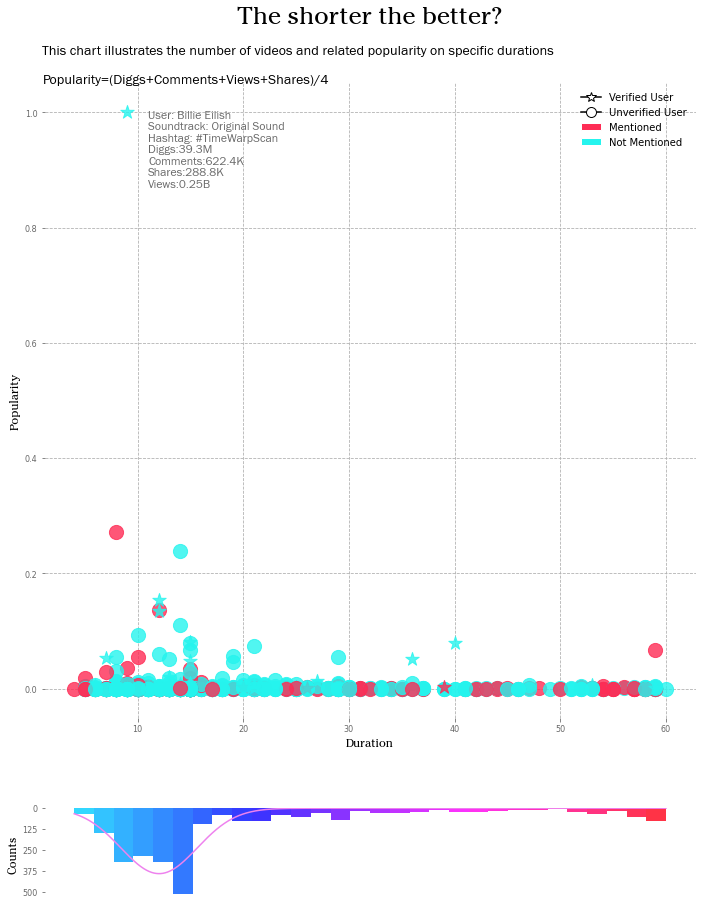 The shorter the better?
This chart illustrates the number of videos and related popularity on specific durations
Popularity=(Diggs+Comments+Views+Shares)/4
Verified User
Unverified User
Mentioned
Not Mentioned
User: Billie Eilish
Soundtrack: Original Sound
Hashtag: #TimeWarpScan
Diggs:39.3M
Comments:622.4K
Shares:288.8K
Views:0.25B
1.0
0.8
0.6
0.4
0.2
0.0
Popularity
10 20 30 40 50 60
Duration
0
125
250
375
500
Counts